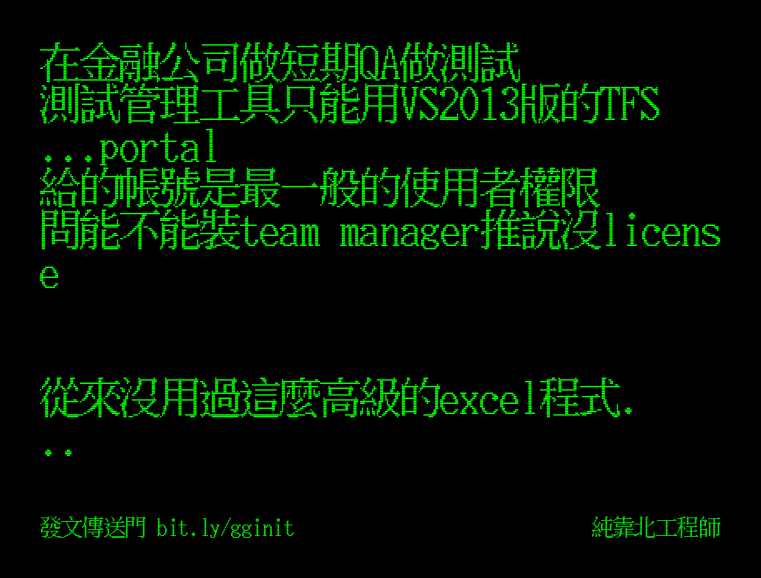 在金融公司做短期QA做測試
測試管理工具只能用VS2013版的TFS
...portal
給的帳號是最一般的使用者權限
問能不能裝team manager推說沒licens
e
從來沒用過這麼高級的excel程式.
..
發文傳送門 bit.ly/gginit
純靠北工程師